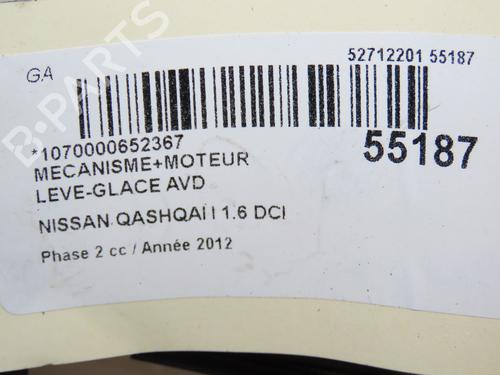 GA
52712201 55187
*1070000652367
55187
MECANISME+MOTEUR
LEVE-GLACE AVD
NISSAN QASHQAI I 1.6 DCI
Phase 2 cc / Année 2012
B-PARTS